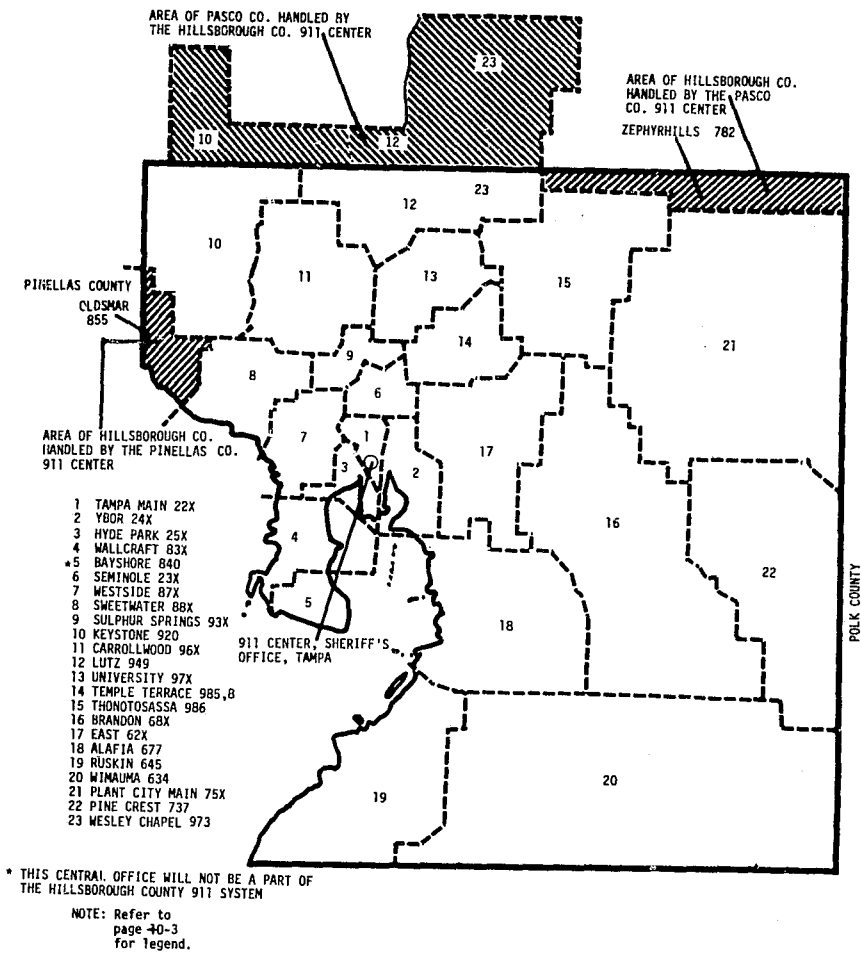 AREA OF PASCO CO. HANDLED BY
THE HILLSBOROUGH CO. 911 CENTER
23
AREA OF HILLSBOROUGH CO.
HANDLED BY THE PASCO
CO. 911 CENTER
ZEPHYRHILLS 782
10
12
23
12
10
11
13
15
PINELLAS COUNTY
OLDSMAR
855
14
21
9
8
6
AREA OF HILLSBOROUGH CO.
HANDLED BY THE PINELLAS CO.
911 CENTER
7
1
3
2
17
16
4
22
5
18
POLK COUNTY
911 CENTER, SHERIFF'S
OFFICE, TAMPA
20
19
1 TAMPA MAIN 22X
2 YBOR 24X
3 HYDE PARK 25X
4 WALLCRAFT 83X
*5 BAYSHORE 840
6 SEMINOLE 23X
7 WESTSIDE 87X
8 SWEETWATER 88X
9 SULPHUR SPRINGS 93X
10 KEYSTONE 920
11 CARROLLWOOD 96X
12 LUTZ 949
13 UNIVERSITY 97X
14 TEMPLE TERRACE 985,8
15 THONOTOSASSA 986
16 BRANDON 68X
17 EAST 62X
18 ALAFIA 677
19 RUSKIN 645
20 WIMAUMA 634
21 PLANT CITY MAIN 75X
22 PINE CREST 737
23 WESLEY CHAPEL 973
* THIS CENTRAL OFFICE WILL NOT BE A PART OF
THE HILLSBOROUGH COUNTY 911 SYSTEM
NOTE: Refer to
page 10-3
for legend.